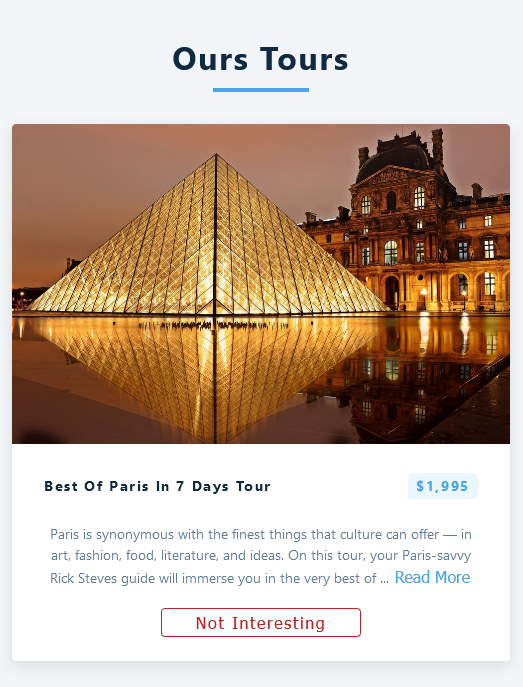 Ours Tours
Best Of Paris In 7 Days Tour
$1,995
Paris is synonymous with the finest things that culture can offer — in
art, fashion, food, literature, and ideas. On this tour, your Paris-savvy
Rick Steves guide will immerse you in the very best of ... Read More
Not Interesting